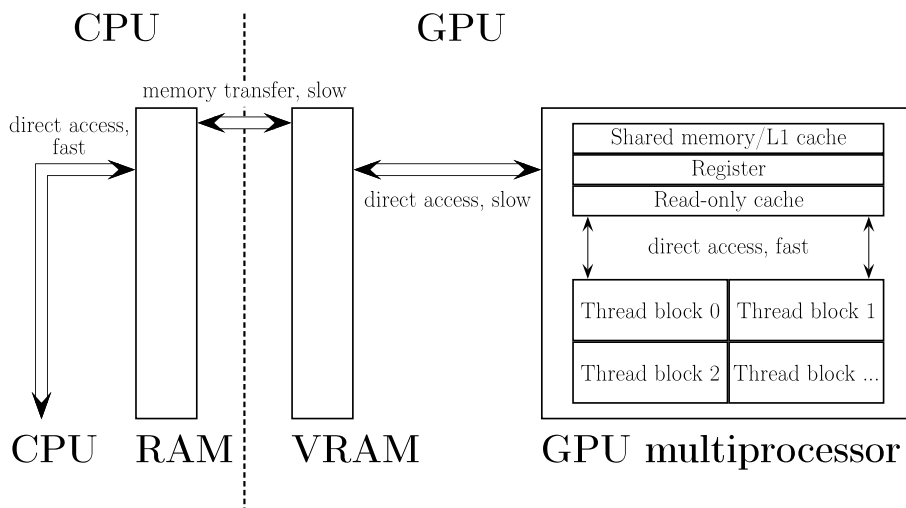 CPU
GPU
memory transfer, slow
direct access,
fast
direct access, slow
Shared memory/L1 cache
Register
Read-only cache
direct access, fast
Thread block 0
Thread block 1
Thread block 2
Thread block ...
CPU
RAM
VRAM
GPU multiprocessor